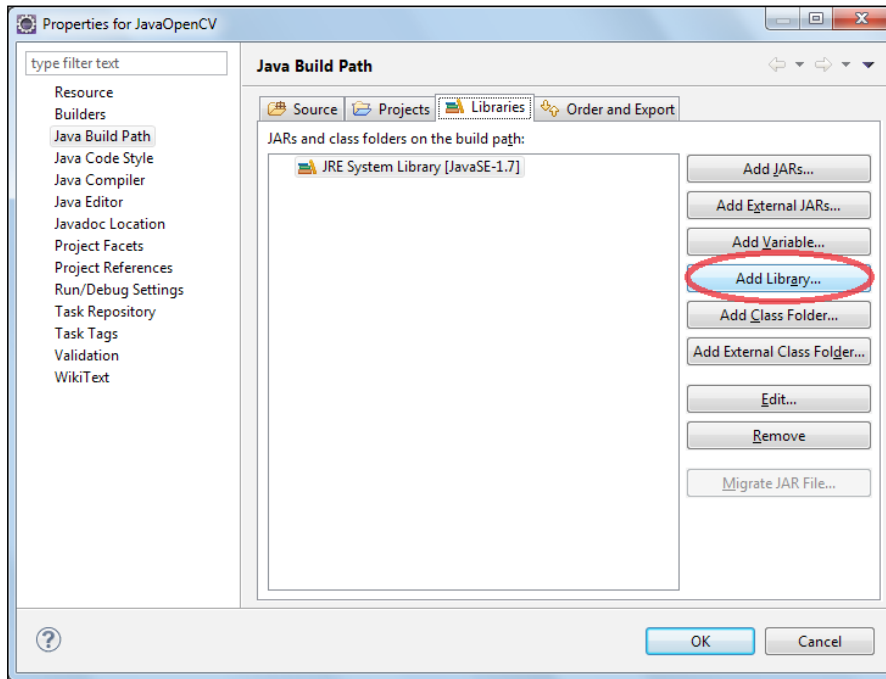 Properties for JavaOpenCV
type filter text
Resource
Builders
Java Build Path
Java Code Style
Java Compiler
Java Editor
Javadoc Location
Project Facets
Project References
Run/Debug Settings
Task Repository
Task Tags
Validation
WikiText
Java Build Path
Source Projects Libraries Order and Export
JARs and class folders on the build path:
JRE System Library [JavaSE-1.7]
Add JARs...
Add External JARs...
Add Variable...
Add Library...
Add Class Folder...
Add External Class Folder...
Edit...
Remove
Migrate JAR File...
OK Cancel